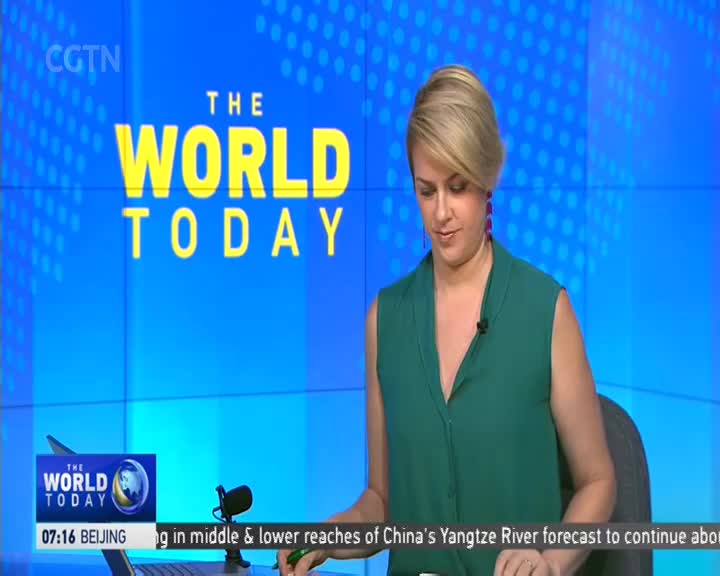 CGTN
THE
WORLD
TODAY
THE
WORLD
TODAY
07:16 BEIJING
in middle & lower reaches of China's Yangtze River forecast to continue